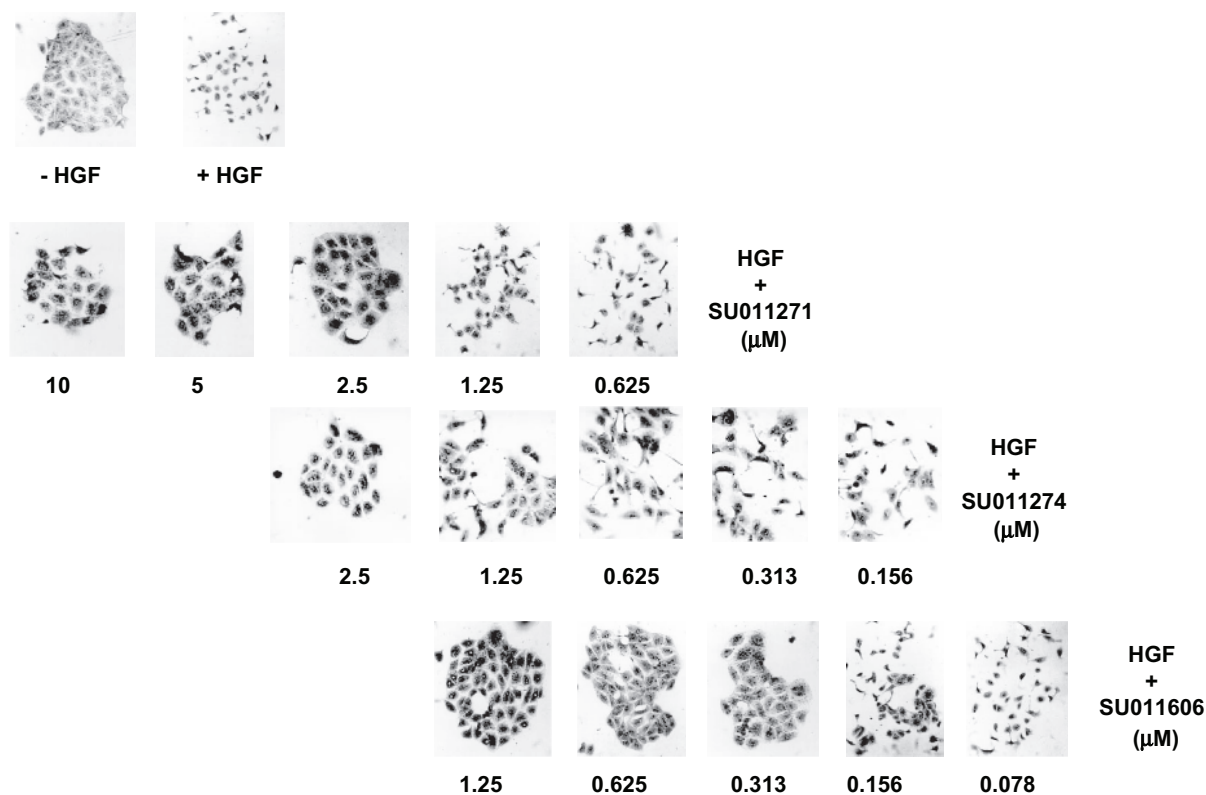 - HGF
+ HGF
HGF
+
SU011271
(μM)
10
5
2.5
1.25
0.625
HGF
+
SU011274
(μM)
2.5
1.25
0.625
0.313
0.156
HGF
+
SU011606
(μM)
1.25
0.625
0.313
0.156
0.078